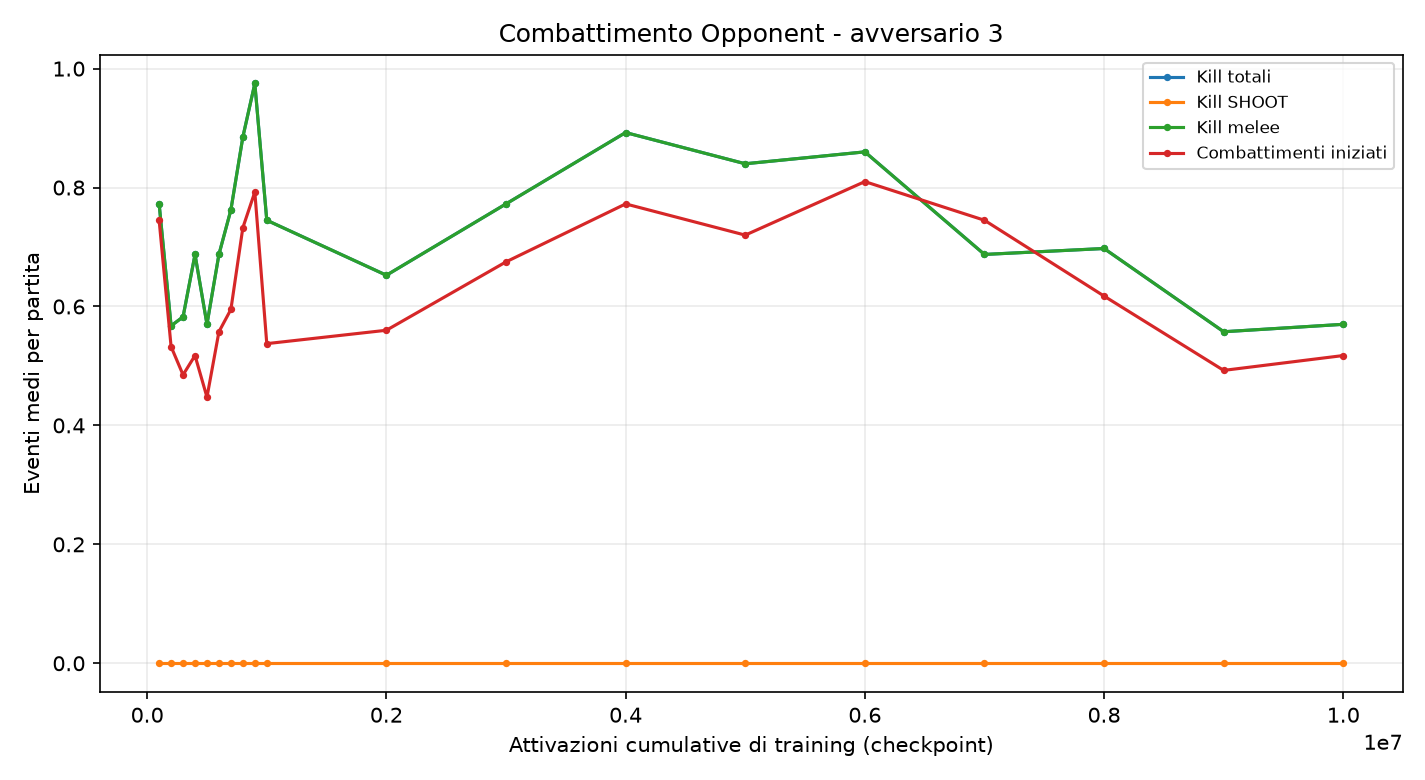 Combattimento Opponent - avversario 3
Kill totali
Kill SHOOT
Kill melee
Combattimenti iniziati
Eventi medi per partita
1.0
0.8
0.6
0.4
0.2
0.0
0.0 0.2 0.4 0.6 0.8 1.0
1e7
Attivazioni cumulative di training (checkpoint)